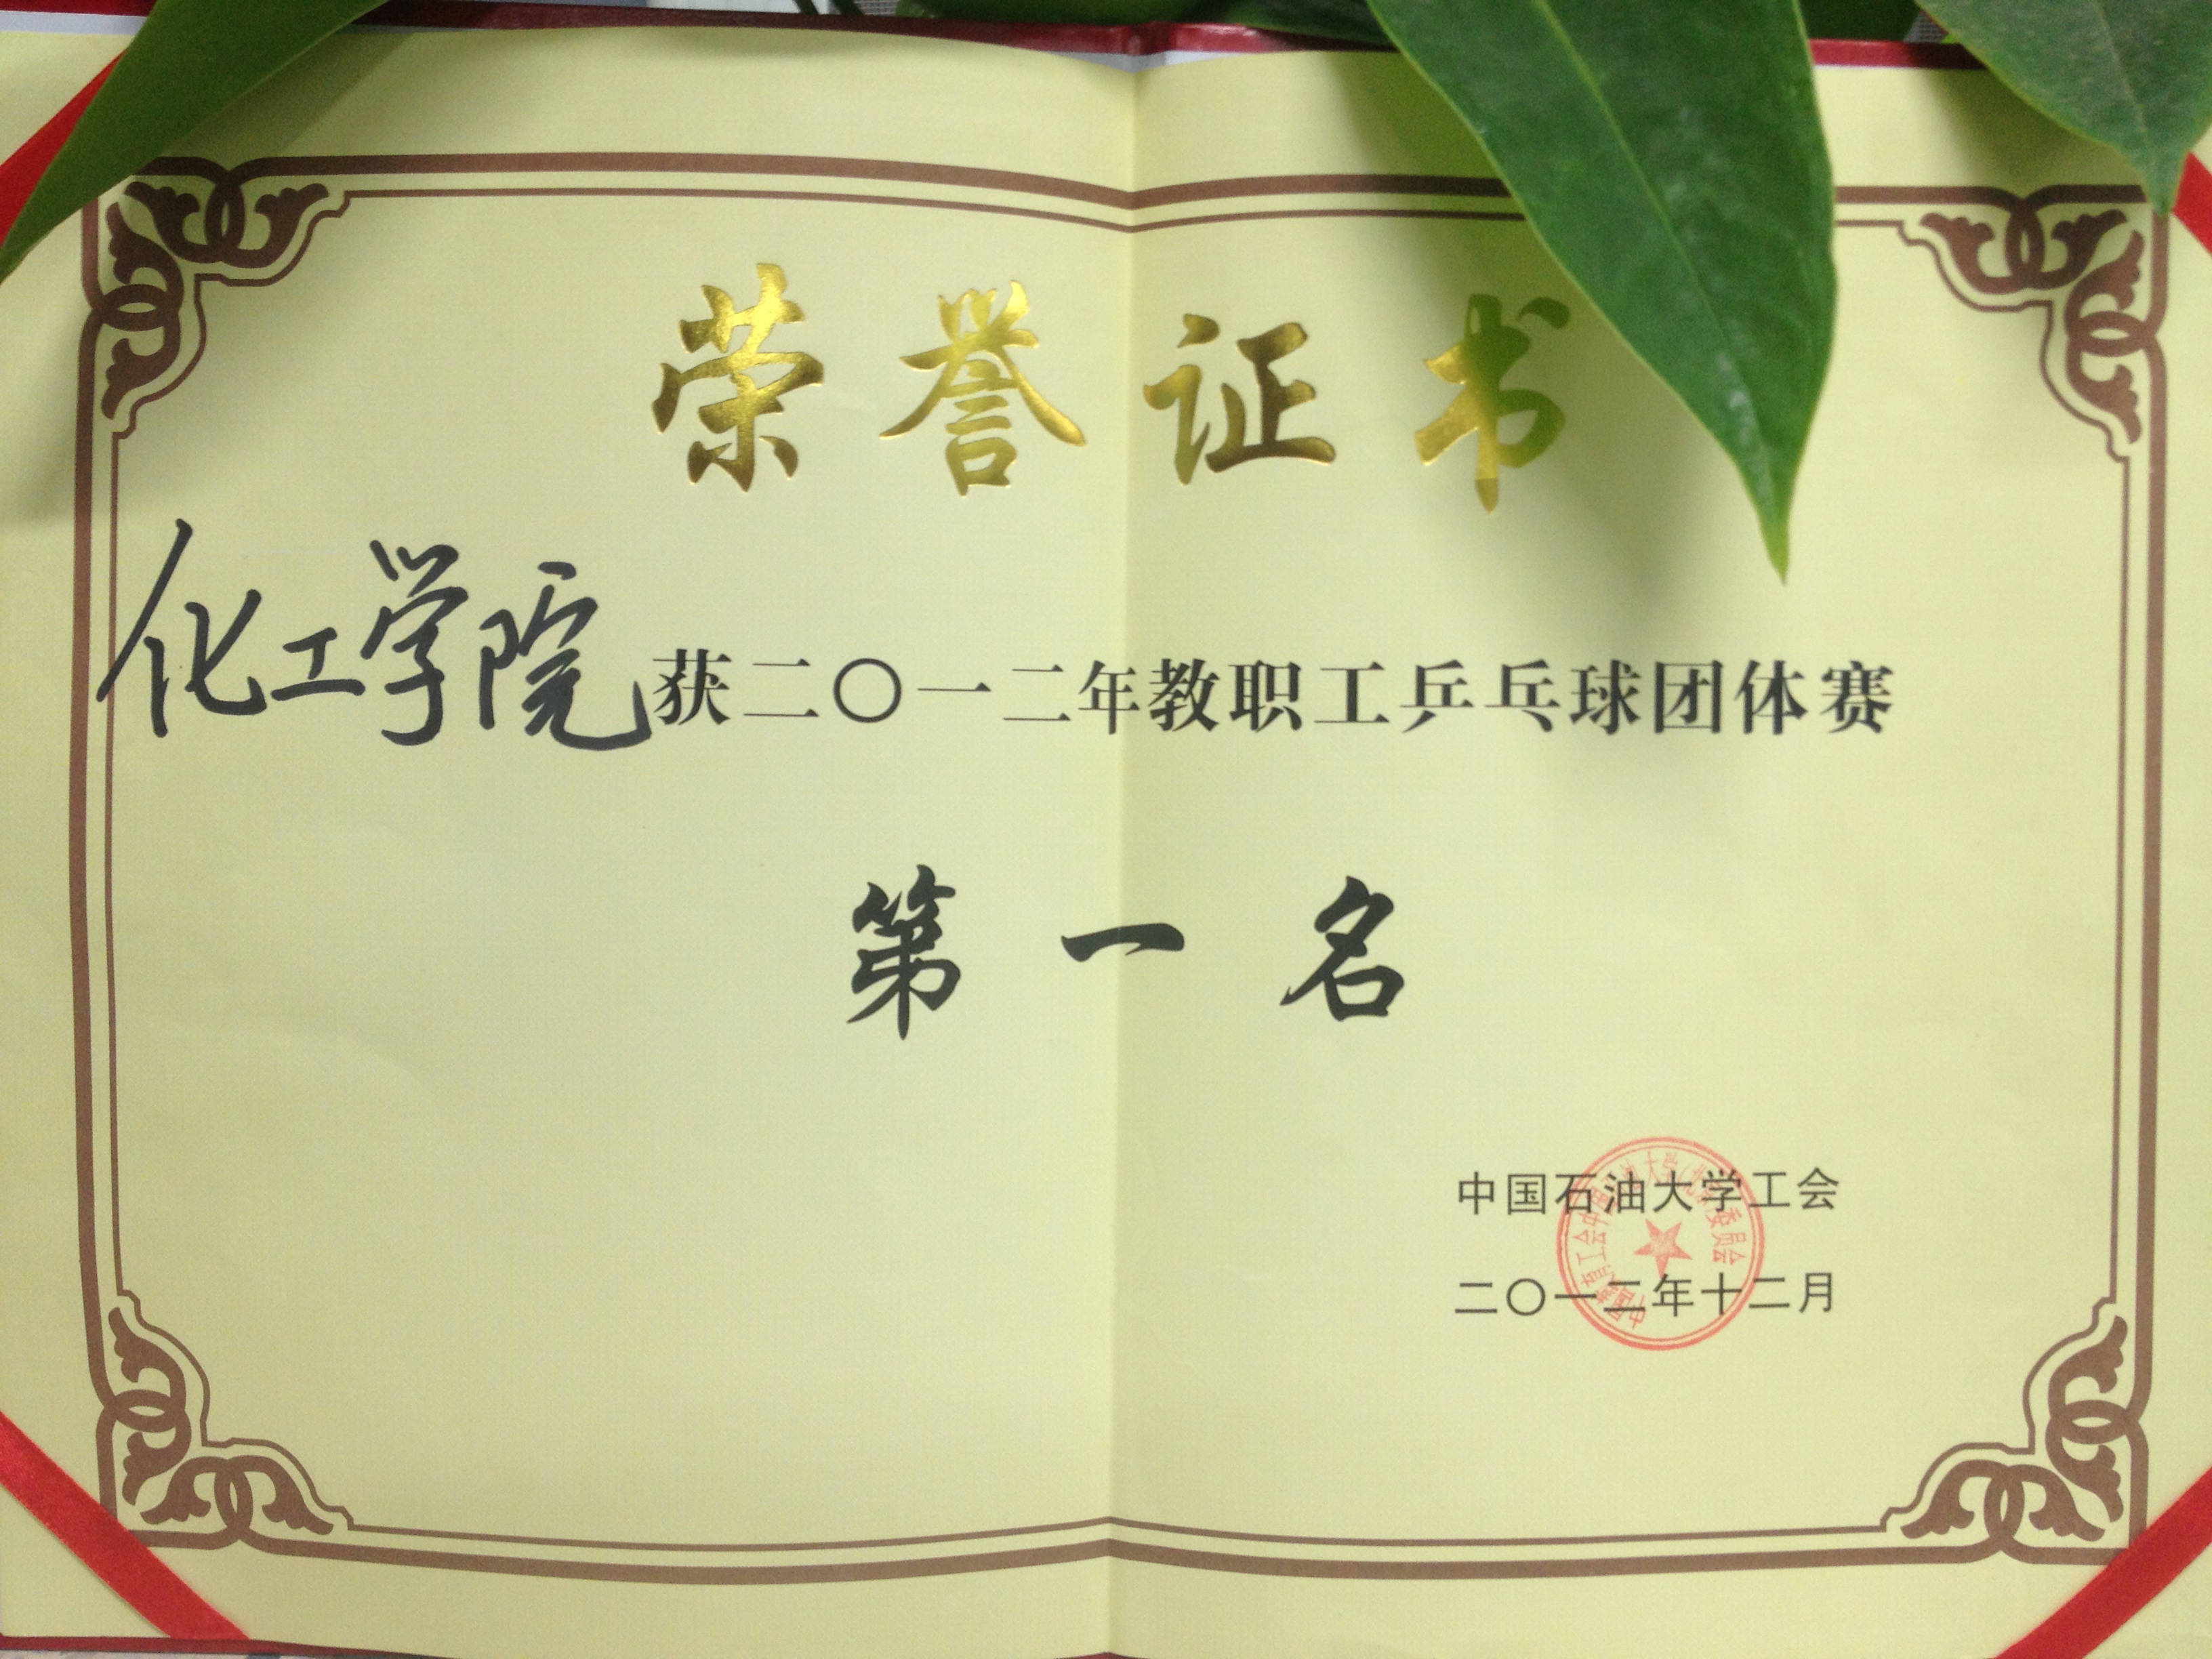 荣誉证书
化工学院获二〇一二年教职工乒乓球团体赛
第一名
中国石油大学工会
二〇一二年十二月